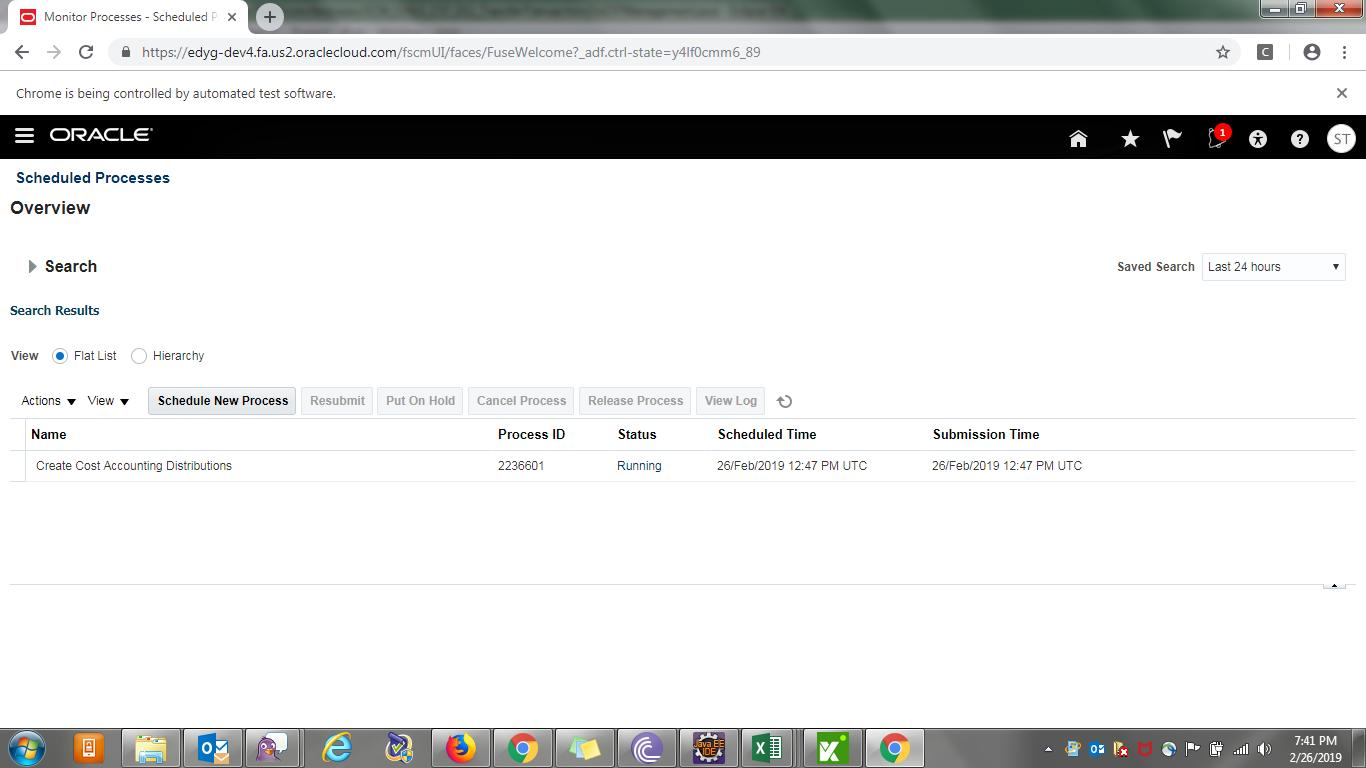 Monitor Processes - Scheduled P
https://edyg-dev4.fa.us2.oraclecloud.com/fscmUI/faces/FuseWelcome?_adf.ctrl-state=y4lf0cmm6_89
C
Chrome is being controlled by automated test software.
ORACLE
1
?
ST
Scheduled Processes
Overview
Search
Saved Search Last 24 hours
Search Results
View Flat List Hierarchy
Actions View Schedule New Process Resubmit Put On Hold Cancel Process Release Process View Log
Name Process ID Status Scheduled Time Submission Time
Create Cost Accounting Distributions 2236601 Running 26/Feb/2019 12:47 PM UTC 26/Feb/2019 12:47 PM UTC
Java EE
IDE
7:41 PM
2/26/2019